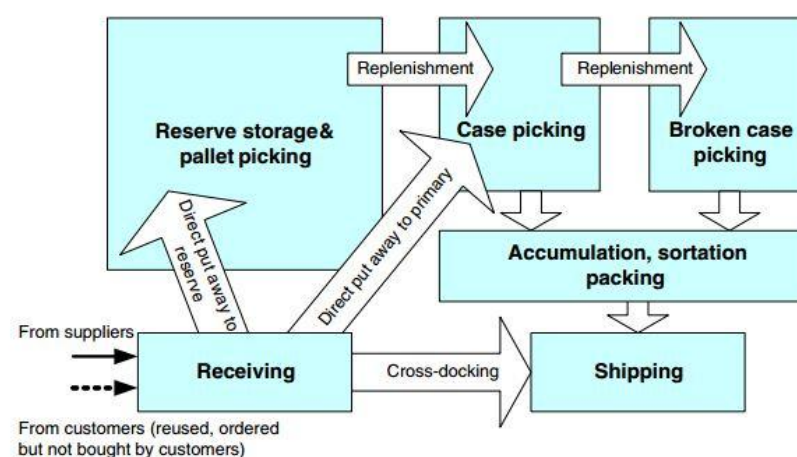 Replenishment
Replenishment
Reserve storage&
pallet picking
Case picking
Broken case
picking
Direct put away to
reserve
Direct put away to primary
Accumulation, sortation
packing
From suppliers
Receiving
Cross-docking
Shipping
From customers (reused, ordered
but not bought by customers)